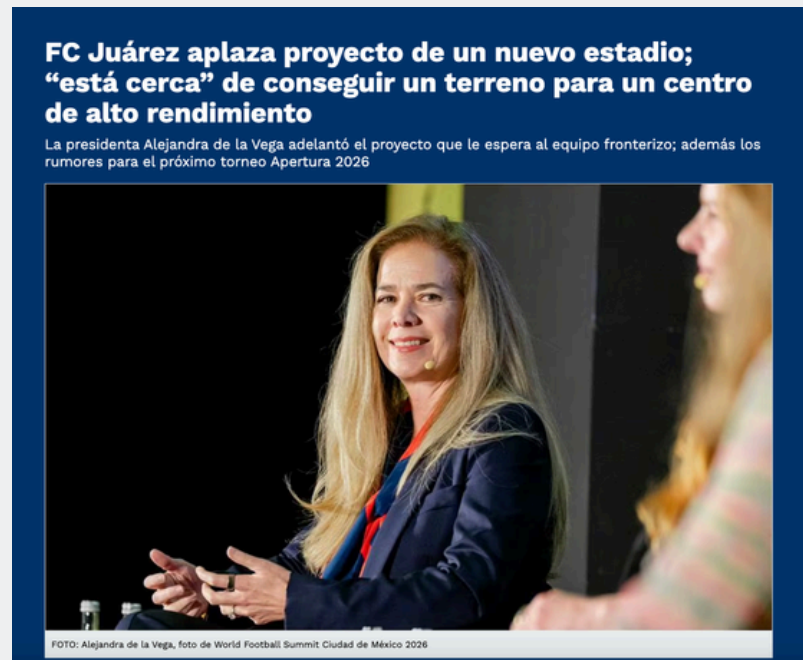 FC Juárez aplaza proyecto de un nuevo estadio;
“está cerca” de conseguir un terreno para un centro
de alto rendimiento
La presidenta Alejandra de la Vega adelantó el proyecto que le espera al equipo fronterizo; además los
rumores para el próximo torneo Apertura 2026
FOTO: Alejandra de la Vega, foto de World Football Summit Ciudad de México 2026